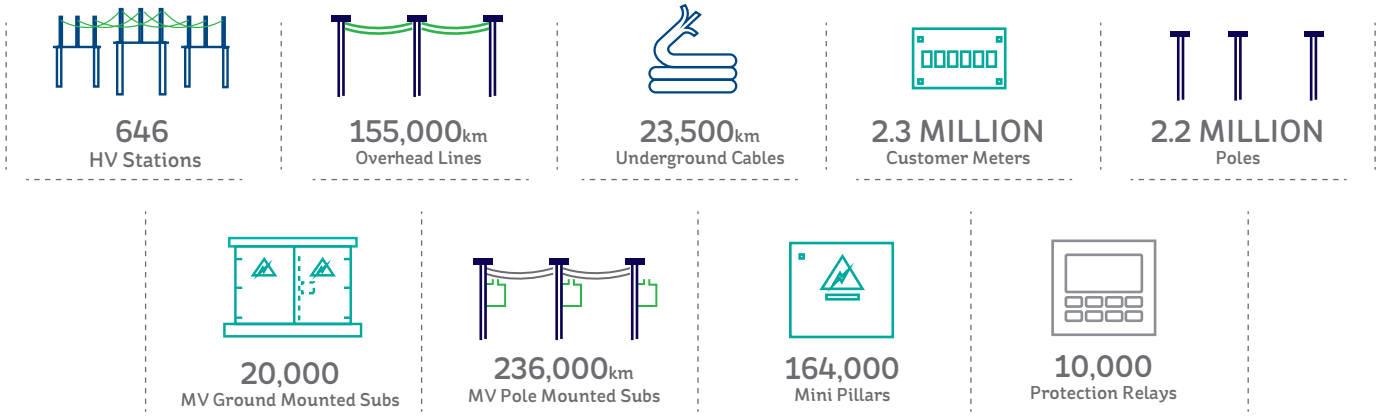 646
HV Stations
155,000km
Overhead Lines
23,500km
Underground Cables
2.3 MILLION
Customer Meters
2.2 MILLION
Poles
20,000
MV Ground Mounted Subs
236,000km
MV Pole Mounted Subs
164,000
Mini Pillars
10,000
Protection Relays